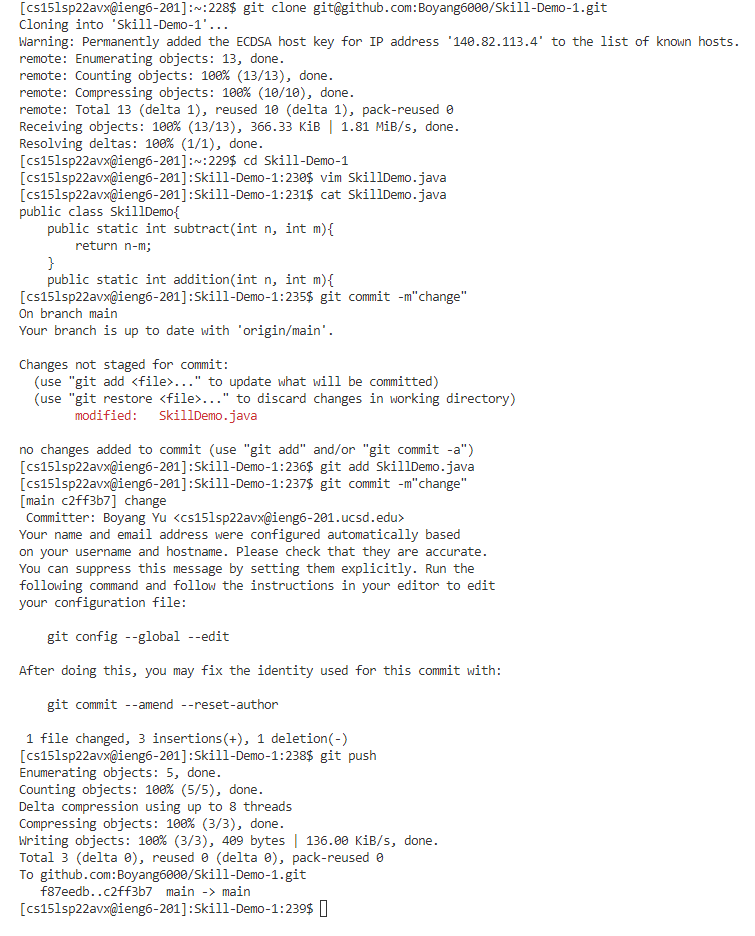 [cs15lsp22avx@ieng6-201]:~:228$ git clone git@github.com:Boyang6000/Skill-Demo-1.git
Cloning into 'Skill-Demo-1'...
Warning: Permanently added the ECDSA host key for IP address '140.82.113.4' to the list of known hosts.
remote: Enumerating objects: 13, done.
remote: Counting objects: 100% (13/13), done.
remote: Compressing objects: 100% (10/10), done.
remote: Total 13 (delta 1), reused 10 (delta 1), pack-reused 0
Receiving objects: 100% (13/13), 366.33 KiB | 1.81 MiB/s, done.
Resolving deltas: 100% (1/1), done.
[cs15lsp22avx@ieng6-201]:~:229$ cd Skill-Demo-1
[cs15lsp22avx@ieng6-201]:Skill-Demo-1:230$ vim SkillDemo.java
[cs15lsp22avx@ieng6-201]:Skill-Demo-1:231$ cat SkillDemo.java
public class SkillDemo{
    public static int subtract(int n, int m){
        return n-m;
    }
    public static int addition(int n, int m){
[cs15lsp22avx@ieng6-201]:Skill-Demo-1:235$ git commit -m"change"
On branch main
Your branch is up to date with 'origin/main'.

Changes not staged for commit:
  (use "git add <file>..." to update what will be committed)
  (use "git restore <file>..." to discard changes in working directory)
        modified:   SkillDemo.java

no changes added to commit (use "git add" and/or "git commit -a")
[cs15lsp22avx@ieng6-201]:Skill-Demo-1:236$ git add SkillDemo.java
[cs15lsp22avx@ieng6-201]:Skill-Demo-1:237$ git commit -m"change"
[main c2ff3b7] change
 Committer: Boyang Yu <cs15lsp22avx@ieng6-201.ucsd.edu>
Your name and email address were configured automatically based
on your username and hostname. Please check that they are accurate.
You can suppress this message by setting them explicitly. Run the
following command and follow the instructions in your editor to edit
your configuration file:

    git config --global --edit

After doing this, you may fix the identity used for this commit with:

    git commit --amend --reset-author

 1 file changed, 3 insertions(+), 1 deletion(-)
[cs15lsp22avx@ieng6-201]:Skill-Demo-1:238$ git push
Enumerating objects: 5, done.
Counting objects: 100% (5/5), done.
Delta compression using up to 8 threads
Compressing objects: 100% (3/3), done.
Writing objects: 100% (3/3), 409 bytes | 136.00 KiB/s, done.
Total 3 (delta 0), reused 0 (delta 0), pack-reused 0
To github.com:Boyang6000/Skill-Demo-1.git
   f87eedb..c2ff3b7  main -> main
[cs15lsp22avx@ieng6-201]:Skill-Demo-1:239$